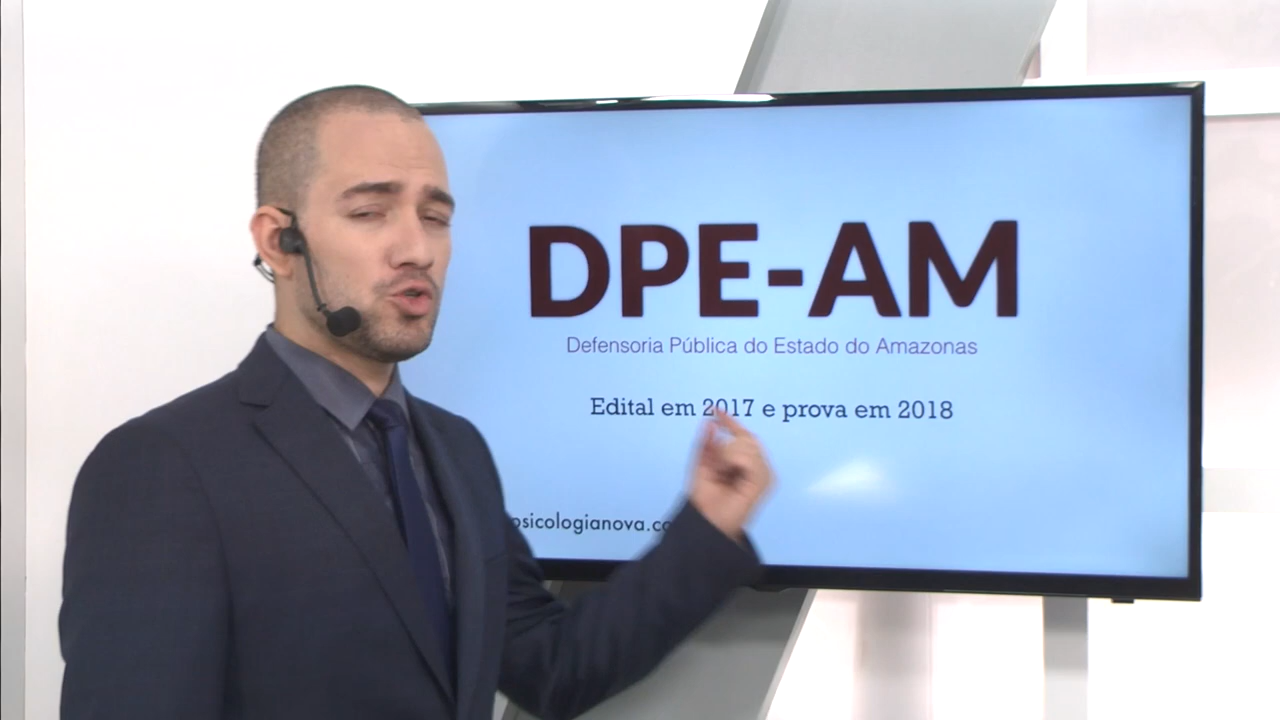 DPE-AM
Defensoria Pública do Estado do Amazonas
Edital em 2017 e prova em 2018